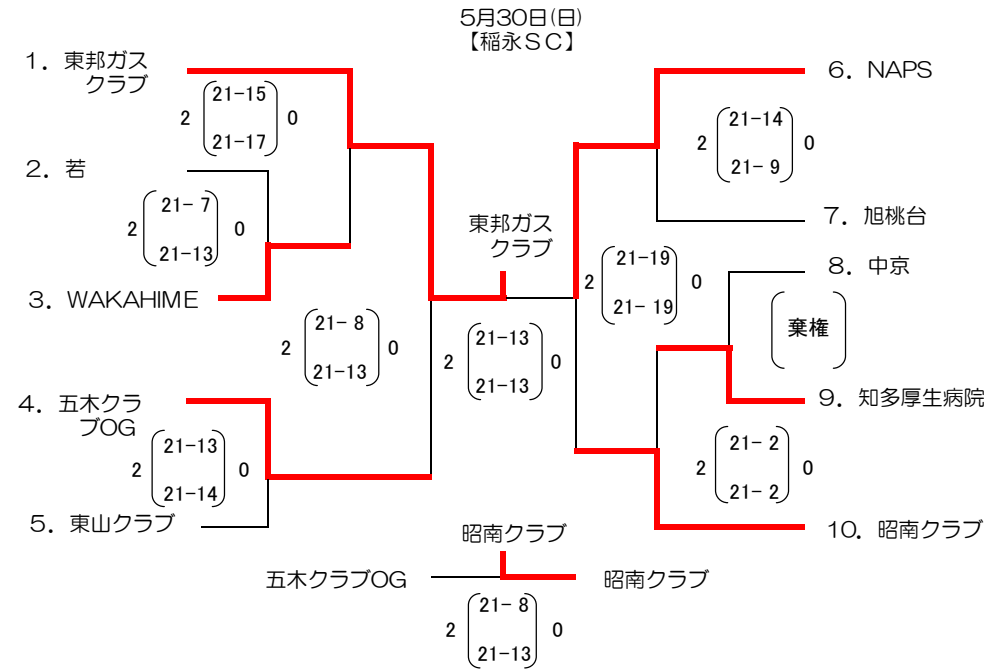 5月30日(日)
【稲永SC】
1. 東邦ガス
クラブ
2 21-15 0
21-17
2. 若
2 21- 7 0
21-13
3. WAKAHIME
2 21- 8 0
21-13
4. 五木クラ
ブOG
2 21-13 0
21-14
5. 東山クラブ
東邦ガス
クラブ
2 21-13 0
21-13
6. NAPS
2 21-14 0
21- 9
7. 旭桃台
2 21-19 0
21- 19
8. 中京
棄権
9. 知多厚生病院
2 21- 2 0
21- 2
10. 昭南クラブ
昭南クラブ
五木クラブOG
昭南クラブ
2 21- 8 0
21-13